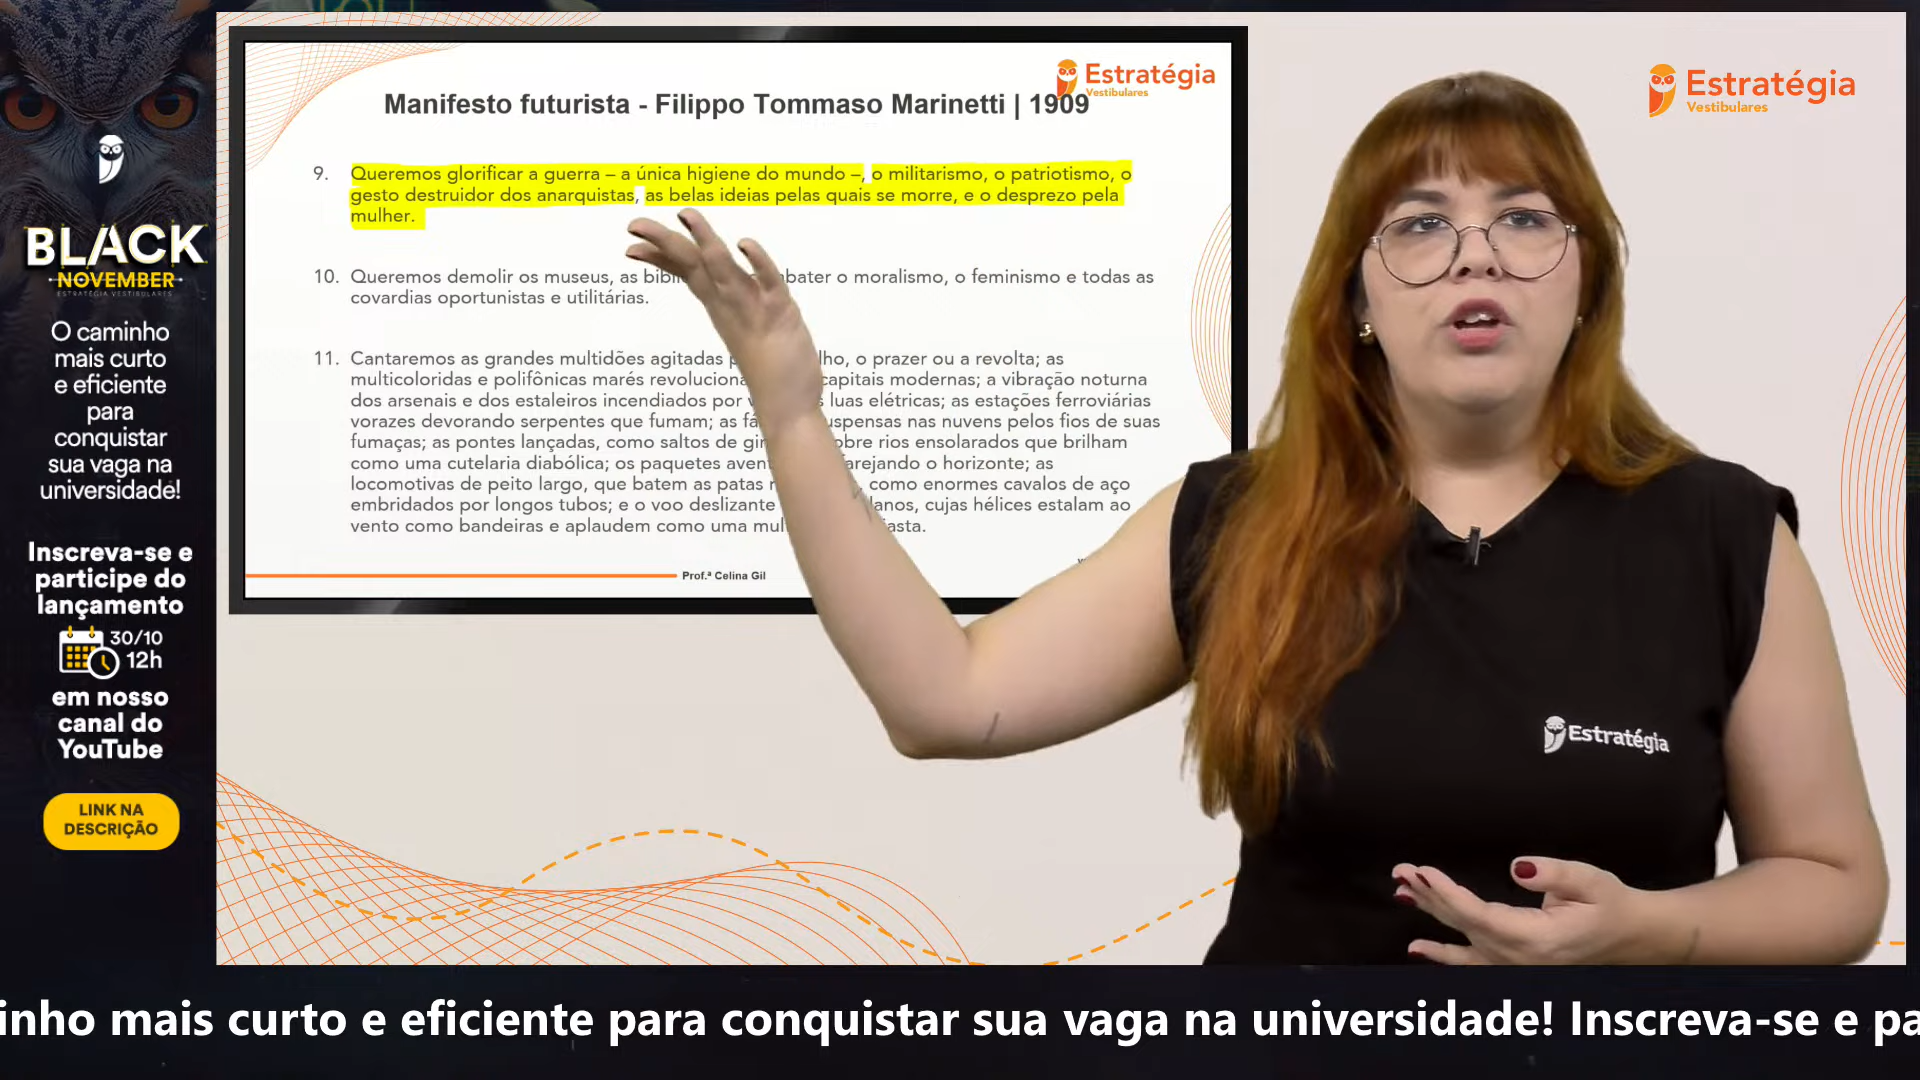 BLACK
NOVEMBER
ESTRATÉGIA VESTIBULARES
O caminho
mais curto
e eficiente
para
conquistar
sua vaga na
universidade!
Inscreva-se e
participe do
lançamento
30/10
12h
em nosso
canal do
YouTube
LINK NA
DESCRIÇÃO
Estratégia
Vestibulares
Manifesto futurista - Filippo Tommaso Marinetti | 1909
9. Queremos glorificar a guerra – a única higiene do mundo –, o militarismo, o patriotismo, o
gesto destruidor dos anarquistas, as belas ideias pelas quais se morre, e o desprezo pela
mulher.
10. Queremos demolir os museus, as bater o moralismo, o feminismo e todas as
covardias oportunistas e utilitárias.
11. Cantaremos as grandes multidões agitadas lho, o prazer ou a revolta; as
multicoloridas e polifônicas marés capitais modernas; a vibração noturna
dos arsenais e dos estaleiros incendiados por luas elétricas; as estações ferroviárias
vorazes devorando serpentes que fumam; as suspensas nas nuvens pelos fios de suas
fumaças; as pontes lançadas, como saltos de sobre rios ensolarados que brilham
como uma cutelaria diabólica; os paquetes farejando o horizonte; as
locomotivas de peito largo, que batem as patas como enormes cavalos de aço
embridados por longos tubos; e o voo deslizante lanos, cujas hélices estalam ao
vento como bandeiras e aplaudem como uma iasta.
Prof.ª Celina Gil
Estratégia
Vestibulares
Estratégia
inho mais curto e eficiente para conquistar sua vaga na universidade! Inscreva-se e pa